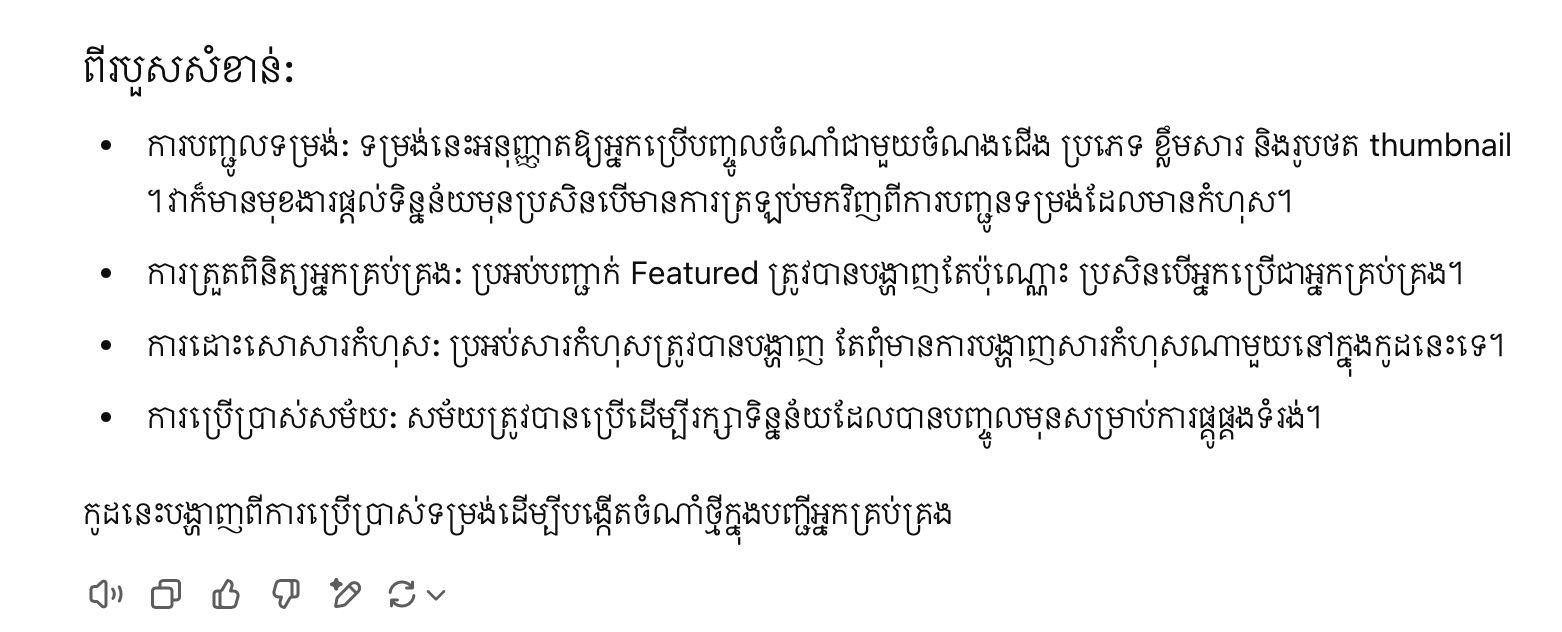 ពីរបួសសំខាន់:
• ការបញ្ជូលទម្រង់: ទម្រង់នេះអនុញ្ញាតឱ្យអ្នកប្រើបញ្ចូលចំណាំជាមួយចំណងជើង ប្រភេទ ខ្លឹមសារ និងរូបថត thumbnail
។ វាក៏មានមុខងារផ្តល់ទិន្នន័យមុនប្រសិនបើមានការត្រឡប់មកវិញពីការបញ្ជូនទម្រង់ដែលមានកំហុស។
• ការត្រួតពិនិត្យអ្នកគ្រប់គ្រង: ប្រអប់បញ្ជាក់ Featured ត្រូវបានបង្ហាញតែប៉ុណ្ណោះ ប្រសិនបើអ្នកប្រើជាអ្នកគ្រប់គ្រង។
• ការដោះសោសារកំហុស: ប្រអប់សារកំហុសត្រូវបានបង្ហាញ តែពុំមានការបង្ហាញសារកំហុសណាមួយនៅក្នុងកូដនេះទេ។
• ការប្រើប្រាស់សម័យ: សម័យត្រូវបានប្រើដើម្បីរក្សាទិន្នន័យដែលបានបញ្ចូលមុនសម្រាប់ការផ្គូផ្គងទំរង់។
កូដនេះបង្ហាញពីការប្រើប្រាស់ទម្រង់ដើម្បីបង្កើតចំណាំថ្មីក្នុងបញ្ជីអ្នកគ្រប់គ្រង